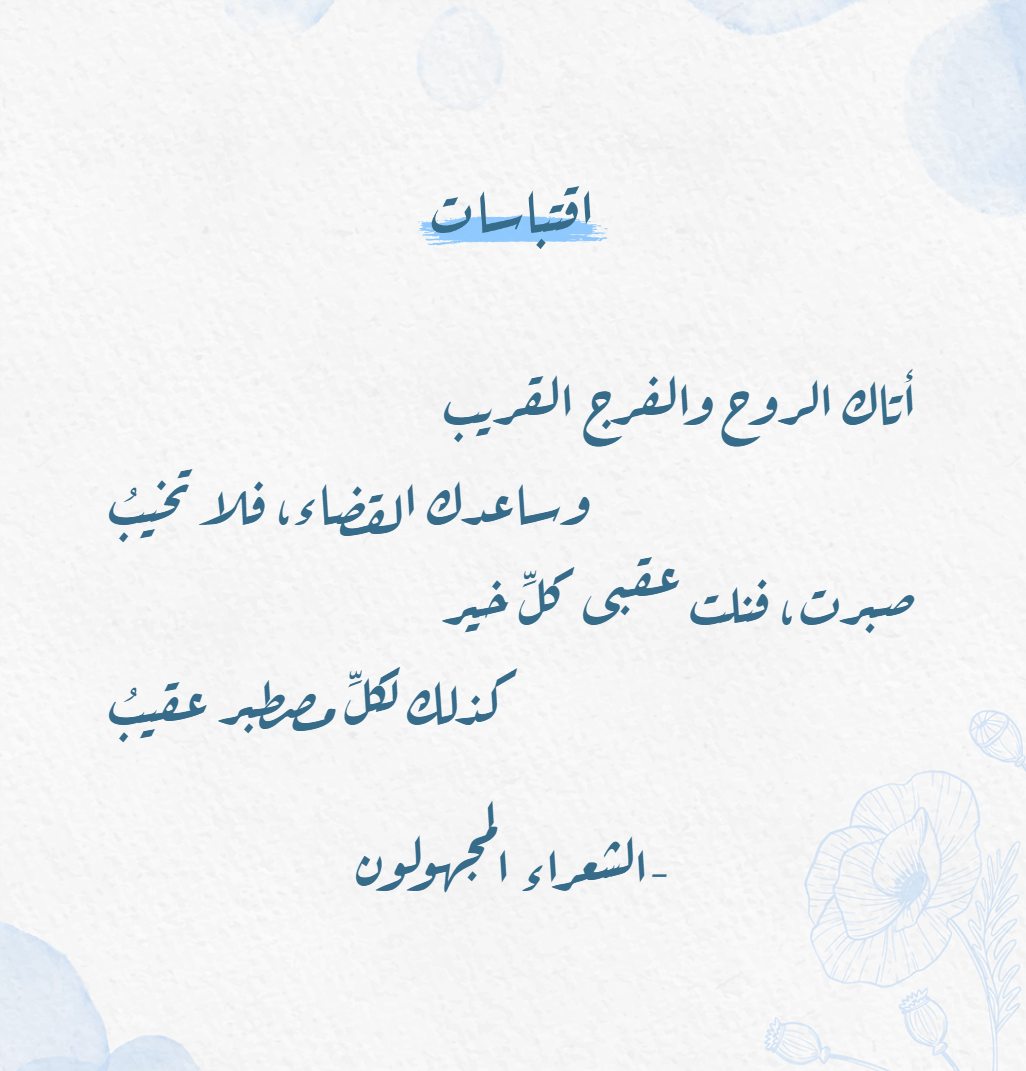 اقتباسات
أتاك الروح والفرج القريب
وساعدك القضاء، فلا تخيبُ
صبرت، فنلت عقبى كلِّ خير
كذلك لكلِّ مصطبر عقيبُ
-الشعراء المجهولون